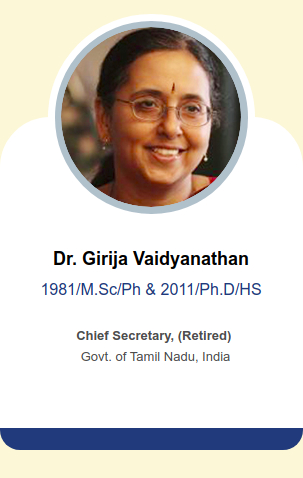 Dr. Girija Vaidyanathan
1981/M.Sc/Ph & 2011/Ph.D/HS
Chief Secretary, (Retired)
Govt. of Tamil Nadu, India